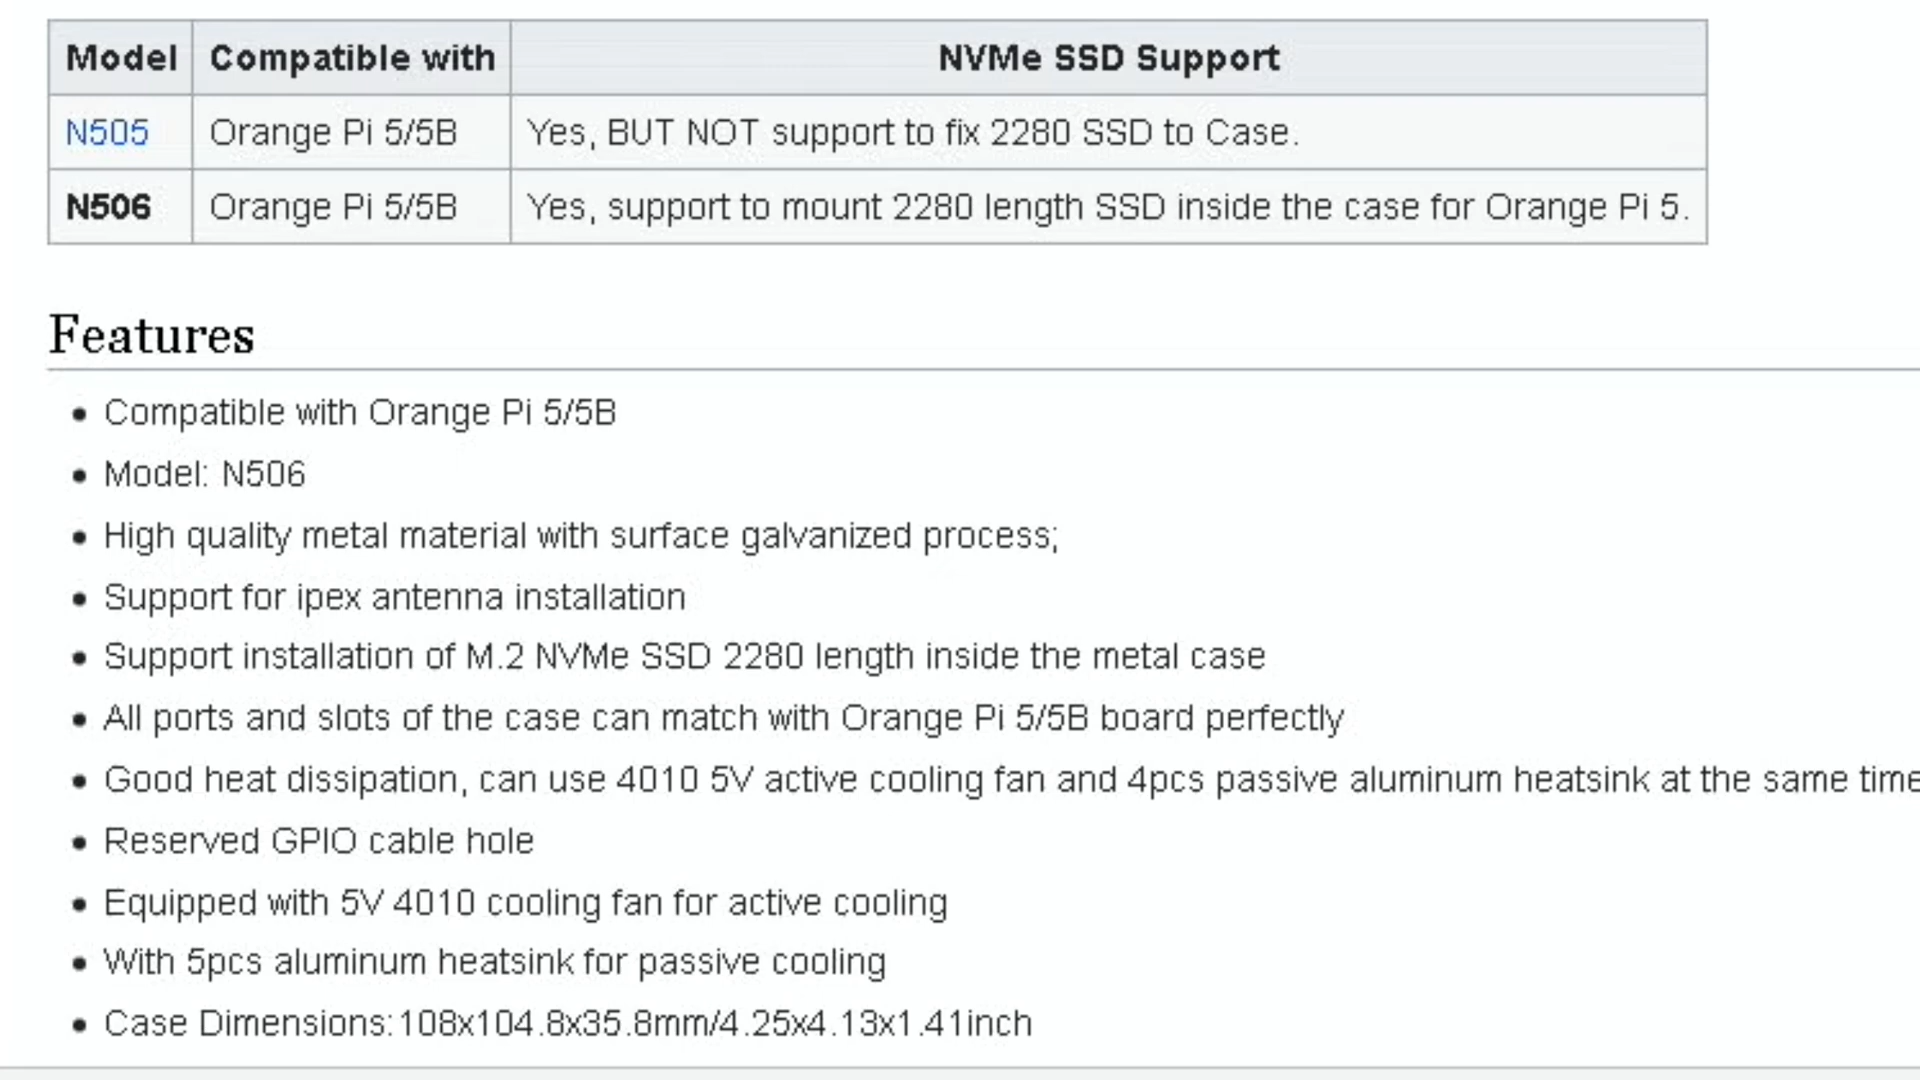 Model Compatible with NVMe SSD Support
N505 Orange Pi 5/5B Yes, BUT NOT support to fix 2280 SSD to Case.
N506 Orange Pi 5/5B Yes, support to mount 2280 length SSD inside the case for Orange Pi 5.
Features
• Compatible with Orange Pi 5/5B
• Model: N506
• High quality metal material with surface galvanized process;
• Support for ipex antenna installation
• Support installation of M.2 NVMe SSD 2280 length inside the metal case
• All ports and slots of the case can match with Orange Pi 5/5B board perfectly
• Good heat dissipation, can use 4010 5V active cooling fan and 4pcs passive aluminum heatsink at the same time
• Reserved GPIO cable hole
• Equipped with 5V 4010 cooling fan for active cooling
• With 5pcs aluminum heatsink for passive cooling
• Case Dimensions:108x104.8x35.8mm/4.25x4.13x1.41inch